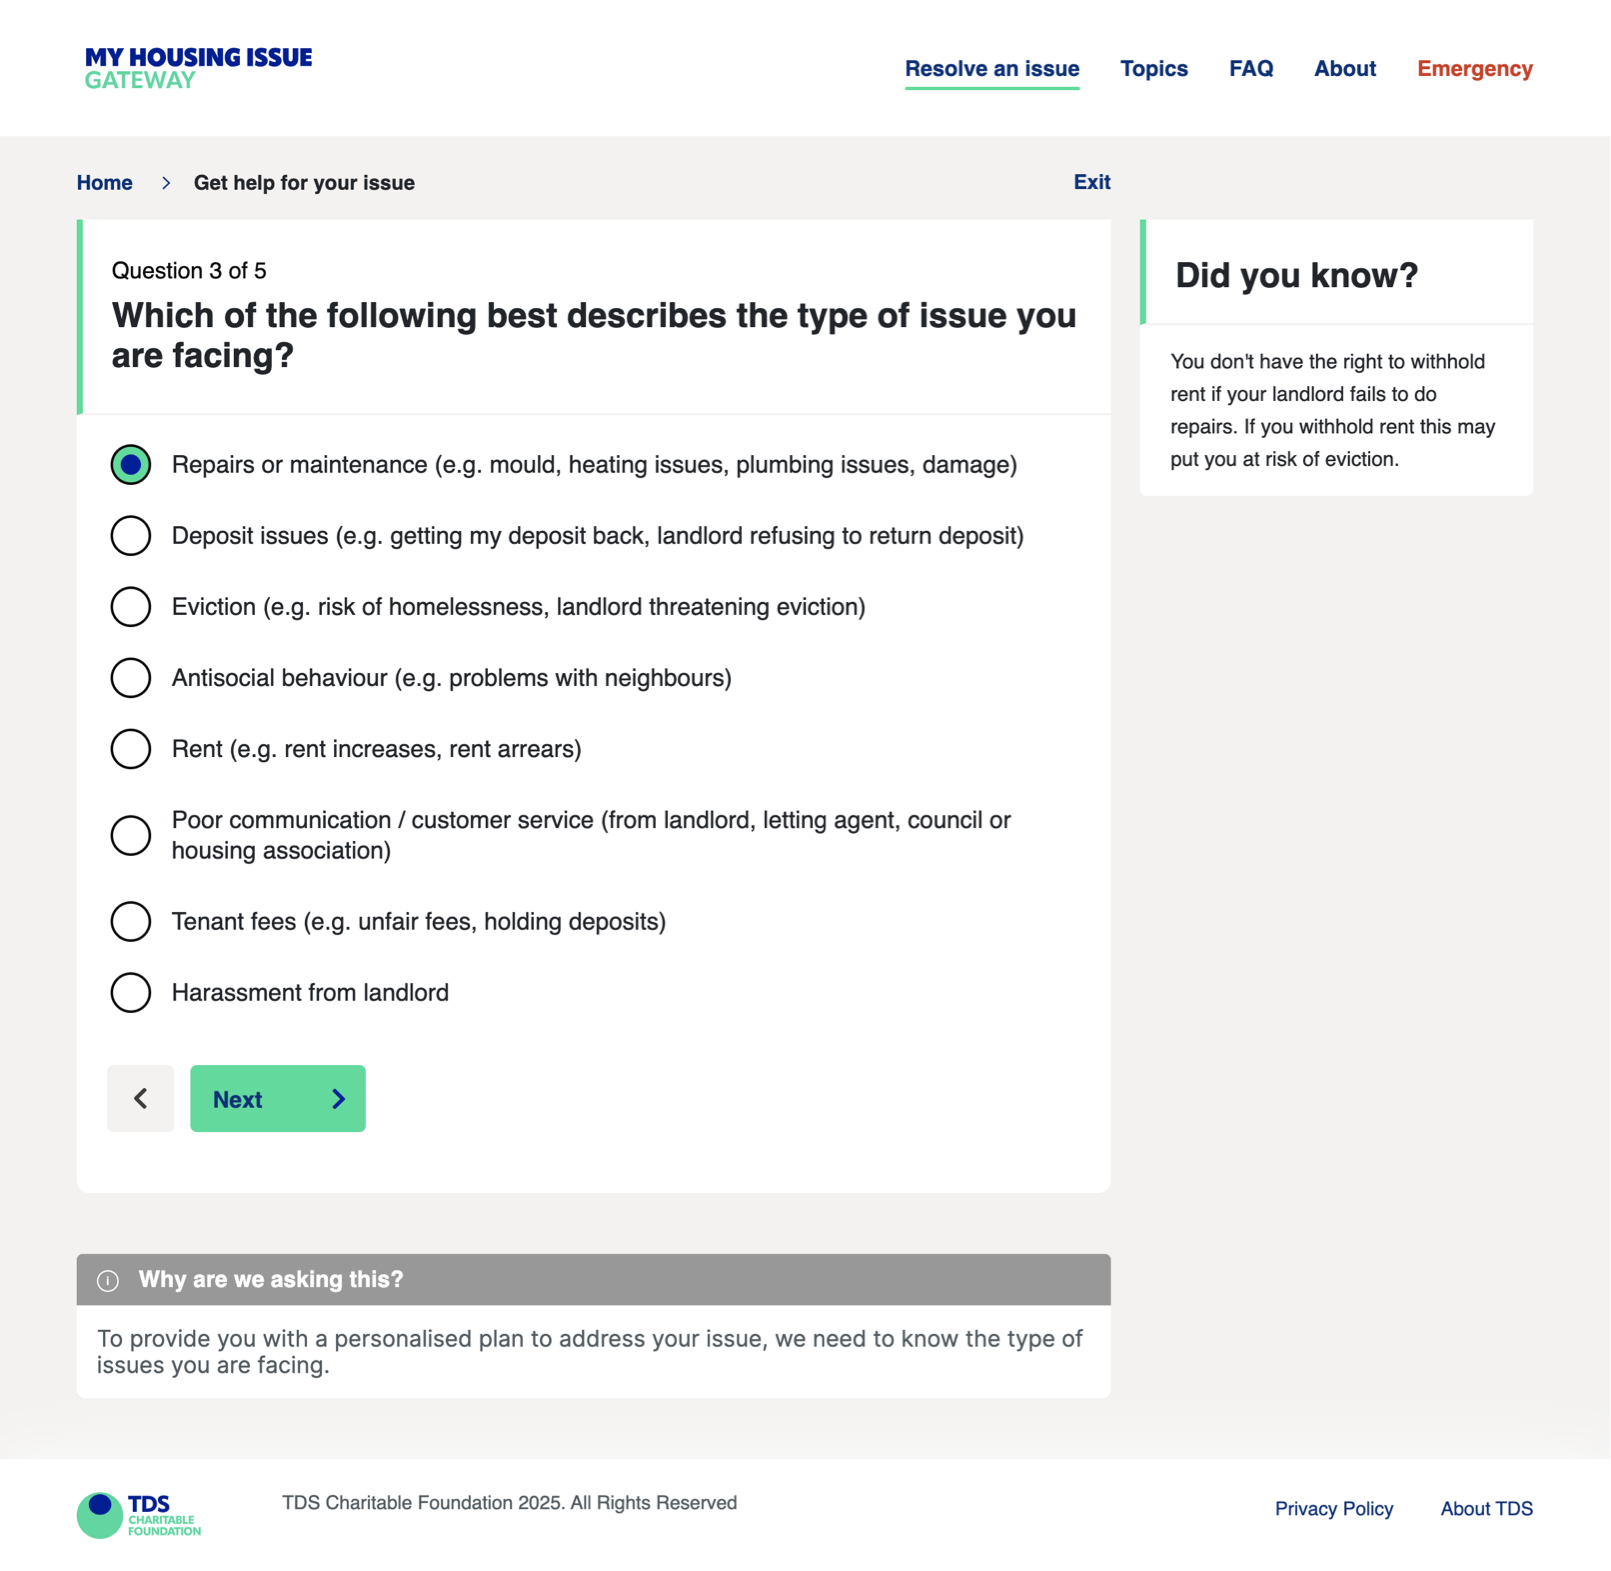 MY HOUSING ISSUE
GATEWAY
Resolve an issue
Topics
FAQ
About
Emergency
Home
Get help for your issue
Exit
Question 3 of 5
Which of the following best describes the type of issue you
are facing?
Repairs or maintenance (e.g. mould, heating issues, plumbing issues, damage)
Deposit issues (e.g. getting my deposit back, landlord refusing to return deposit)
Eviction (e.g. risk of homelessness, landlord threatening eviction)
Antisocial behaviour (e.g. problems with neighbours)
Rent (e.g. rent increases, rent arrears)
Poor communication / customer service (from landlord, letting agent, council or
housing association)
Tenant fees (e.g. unfair fees, holding deposits)
Harassment from landlord
Next
Did you know?
You don't have the right to withhold
rent if your landlord fails to do
repairs. If you withhold rent this may
put you at risk of eviction.
Why are we asking this?
To provide you with a personalised plan to address your issue, we need to know the type of
issues you are facing.
TDS
CHARITABLE
FOUNDATION
TDS Charitable Foundation 2025. All Rights Reserved
Privacy Policy
About TDS